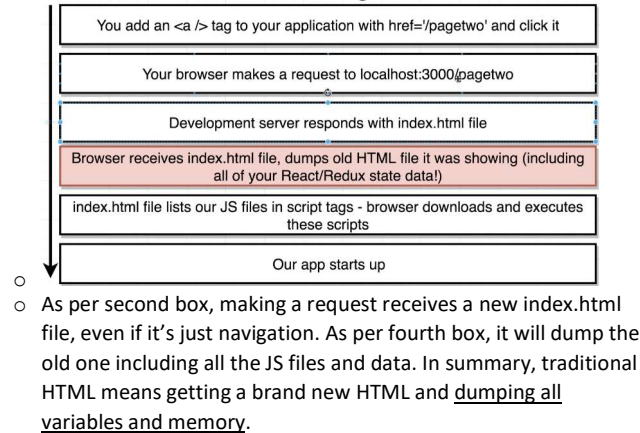 You add an <a /> tag to your application with href='/pagetwo' and click it
Your browser makes a request to localhost:3000/pagetwo
Development server responds with index.html file
Browser receives index.html file, dumps old HTML file it was showing (including
all of your React/Redux state data!)
index.html file lists our JS files in script tags - browser downloads and executes
these scripts
Our app starts up
o
o As per second box, making a request receives a new index.html
file, even if it’s just navigation. As per fourth box, it will dump the
old one including all the JS files and data. In summary, traditional
HTML means getting a brand new HTML and dumping all
variables and memory.